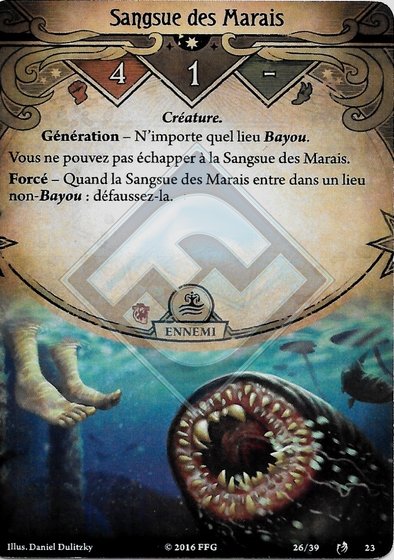 Sangsue des Marais
4 1 –
Créature.
Génération – N'importe quel lieu Bayou.
Vous ne pouvez pas échapper à la Sangsue des Marais.
Forcé – Quand la Sangsue des Marais entre dans un lieu
non-Bayou : défaussez-la.
ENNEMI
Illus. Daniel Dulitzky © 2016 FFG 26/39 23